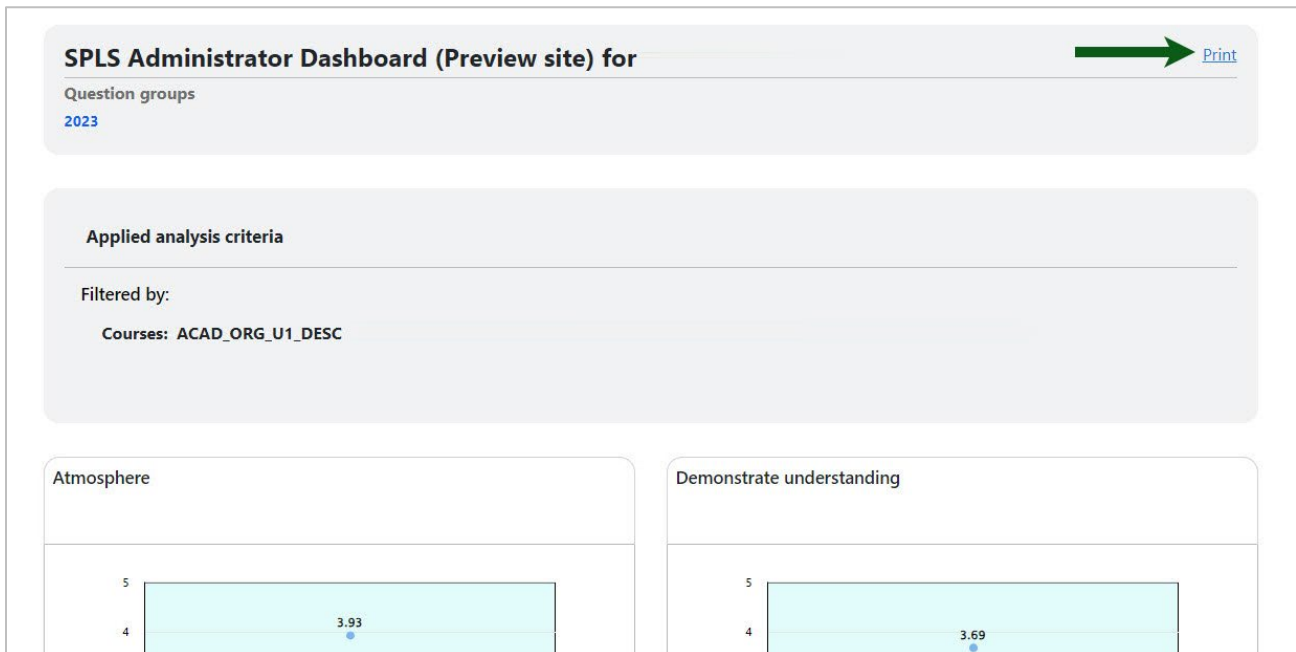 SPLS Administrator Dashboard (Preview site) for
Print
Question groups
2023
Applied analysis criteria
Filtered by:
Courses: ACAD_ORG_U1_DESC
Atmosphere
Demonstrate understanding
5
3.93
4
5
4
3.69